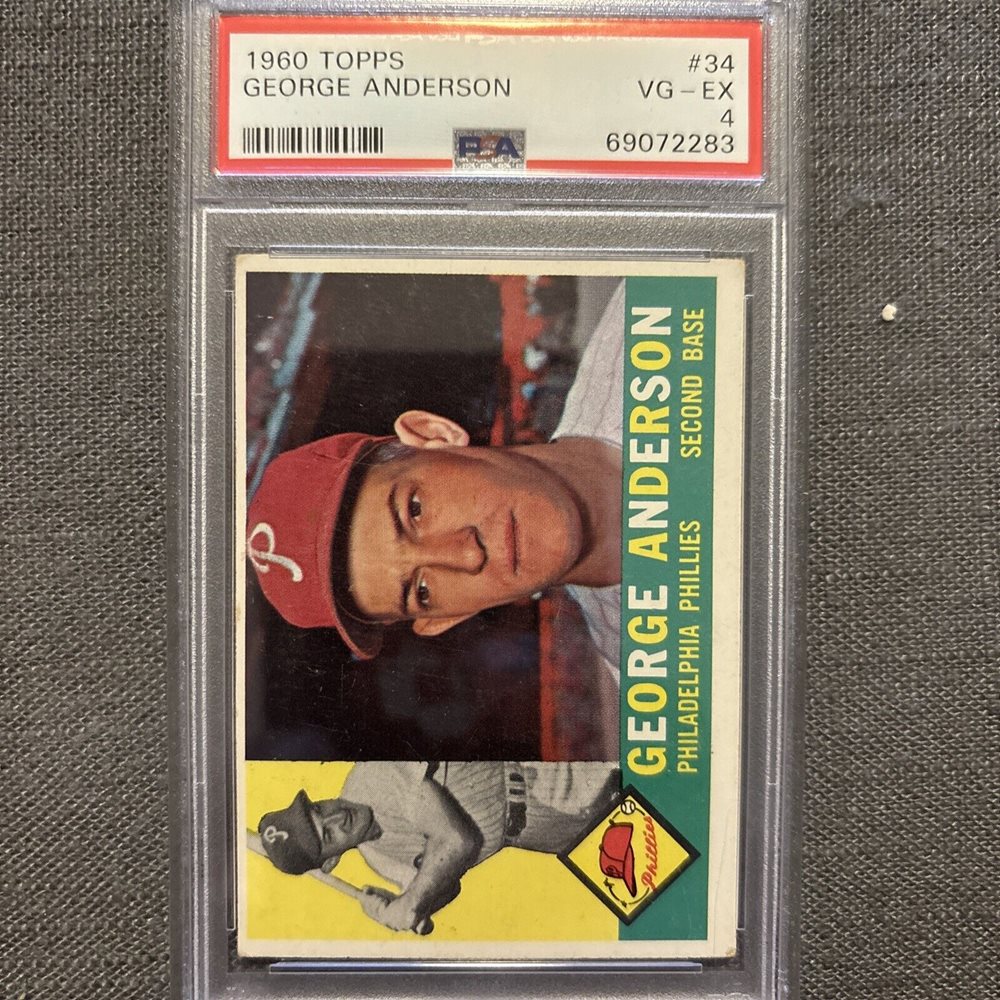 1960 TOPPS #34
GEORGE ANDERSON VG-EX
4
PSA 69072283
P
GEORGE ANDERSON
PHILADELPHIA PHILLIES SECOND BASE
P
Phillies